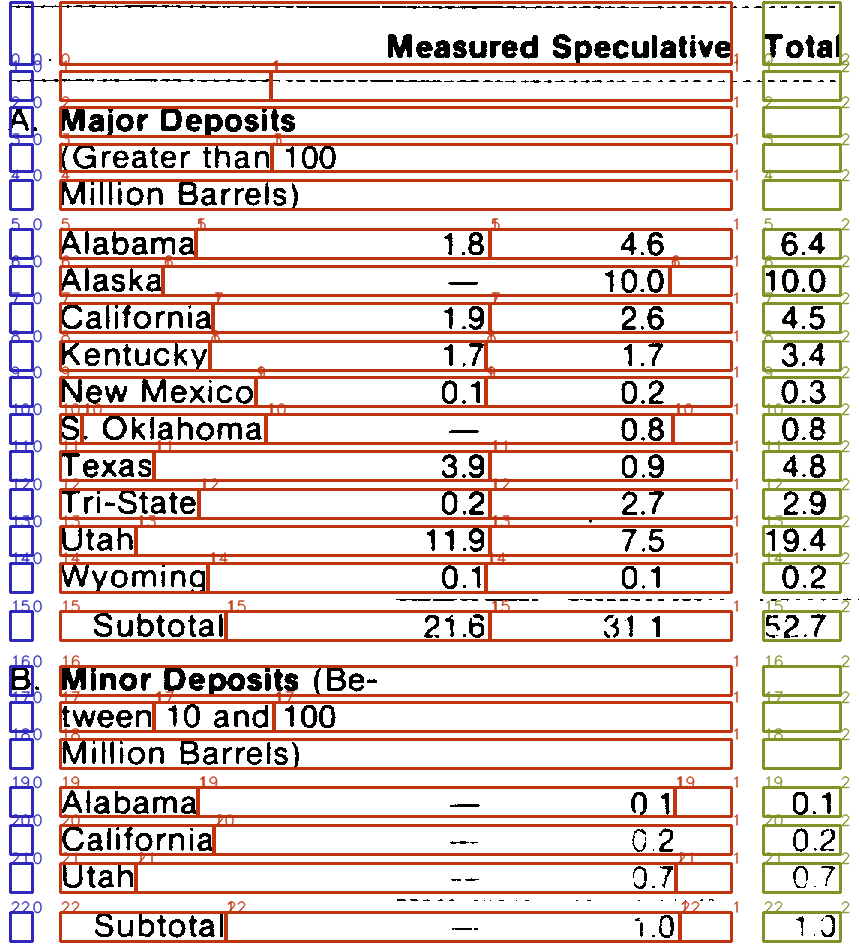 Measured Speculative Total
A. Major Deposits
(Greater than 100
Million Barrels)
Alabama 1.8 4.6 6.4
Alaska — 10.0 10.0
California 1.9 2.6 4.5
Kentucky 1.7 1.7 3.4
New Mexico 0.1 0.2 0.3
S. Oklahoma — 0.8 0.8
Texas 3.9 0.9 4.8
Tri-State 0.2 2.7 2.9
Utah 11.9 7.5 19.4
Wyoming 0.1 0.1 0.2
Subtotal 21.6 31 1 52.7
B. Minor Deposits (Be-
tween 10 and 100
Million Barrels)
Alabama — 0 1 0.1
California -- 0.2 0.2
Utah -- 0.7 0.7
Subtotal — 1.0 1.0